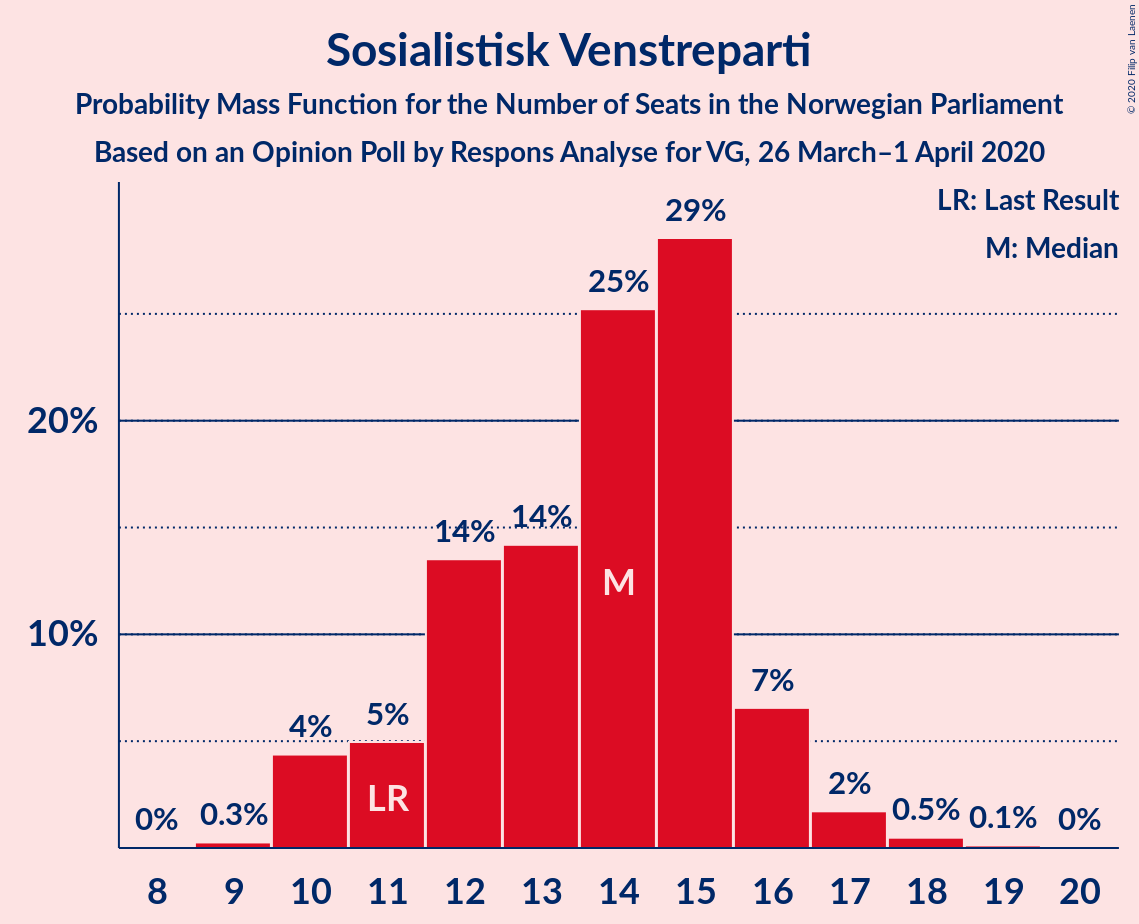 Sosialistisk Venstreparti
Probability Mass Function for the Number of Seats in the Norwegian Parliament
Based on an Opinion Poll by Respons Analyse for VG, 26 March–1 April 2020
© 2020 Filip van Laenen
LR: Last Result
M: Median
29%
25%
20%
14% 14%
M
10%
7%
5%
4%
2%
LR
0% 0.3% 0.5% 0.1% 0%
8 9 10 11 12 13 14 15 16 17 18 19 20